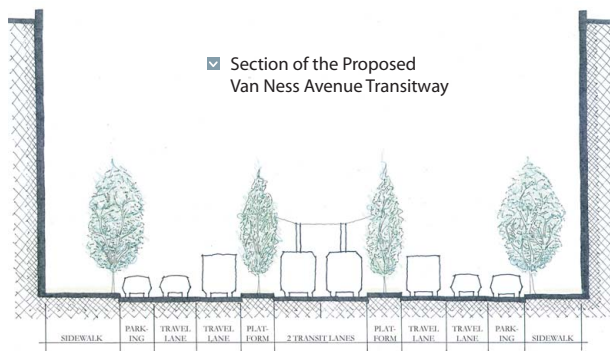 Section of the Proposed
Van Ness Avenue Transitway
SIDEWALK PARK-ING TRAVEL LANE TRAVEL LANE PLAT-FORM 2 TRANSIT LANES PLAT-FORM TRAVEL LANE TRAVEL LANE PARK-ING SIDEWALK